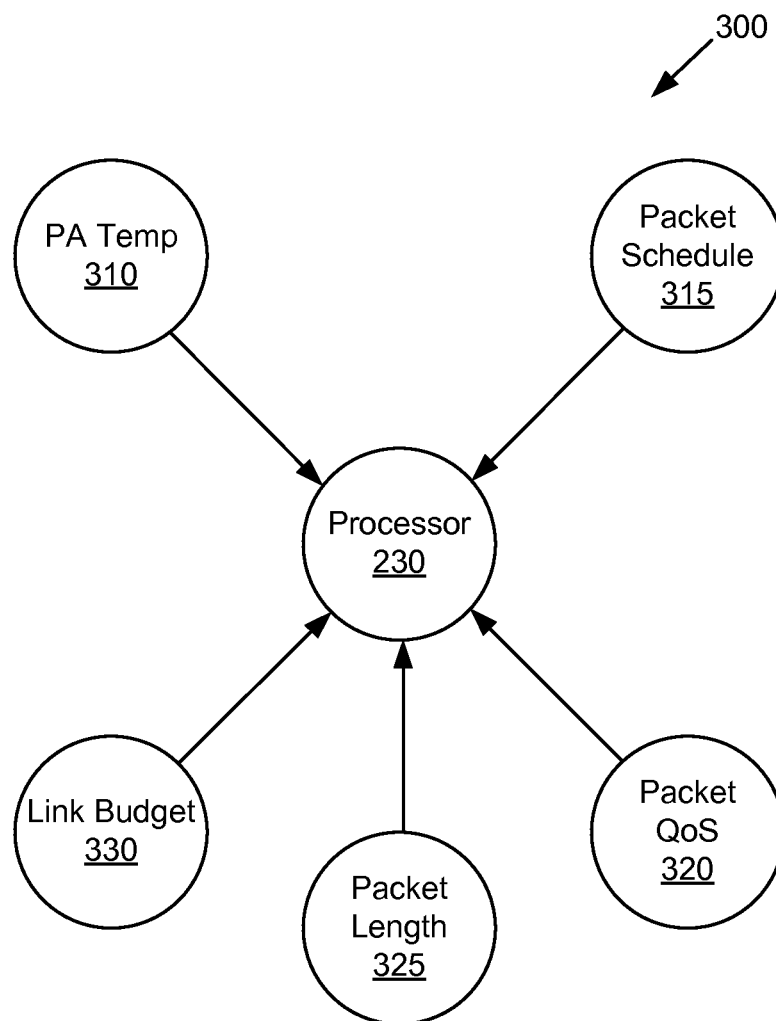 300
PA Temp
310
Packet
Schedule
315
Processor
230
Link Budget
330
Packet
Length
325
Packet
QoS
320